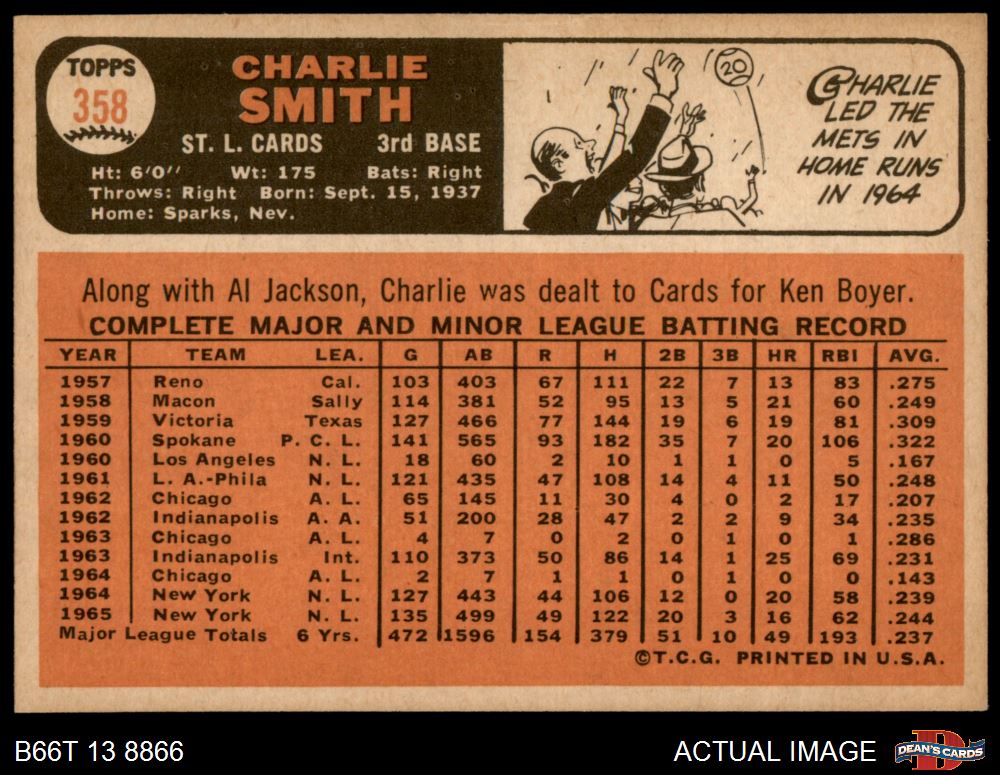 TOPPS
358
CHARLIE
SMITH
ST. L. CARDS 3rd BASE
Ht: 6'0'' Wt: 175 Bats: Right
Throws: Right Born: Sept. 15, 1937
Home: Sparks, Nev.
20
CHARLIE
LED THE
METS IN
HOME RUNS
IN 1964
Along with Al Jackson, Charlie was dealt to Cards for Ken Boyer.
COMPLETE MAJOR AND MINOR LEAGUE BATTING RECORD
YEAR TEAM LEA. G AB R H 2B 3B HR RBI AVG.
1957 Reno Cal. 103 403 67 111 22 7 13 83 .275
1958 Macon Sally 114 381 52 95 13 5 21 60 .249
1959 Victoria Texas 127 466 77 144 19 6 19 81 .309
1960 Spokane P. C. L. 141 565 93 182 35 7 20 106 .322
1960 Los Angeles N. L. 18 60 2 10 1 1 0 5 .167
1961 L. A.-Phila N. L. 121 435 47 108 14 4 11 50 .248
1962 Chicago A. L. 65 145 11 30 4 0 2 17 .207
1962 Indianapolis A. A. 51 200 28 47 2 2 9 34 .235
1963 Chicago A. L. 4 7 0 2 0 1 0 1 .286
1963 Indianapolis Int. 110 373 50 86 14 1 25 69 .231
1964 Chicago A. L. 2 7 1 1 0 1 0 0 .143
1964 New York N. L. 127 443 44 106 12 0 20 58 .239
1965 New York N. L. 135 499 49 122 20 3 16 62 .244
Major League Totals 6 Yrs. 472 1596 154 379 51 10 49 193 .237
©T.C.G. PRINTED IN U.S.A.
B66T 13 8866 ACTUAL IMAGE
DEAN'S CARDS